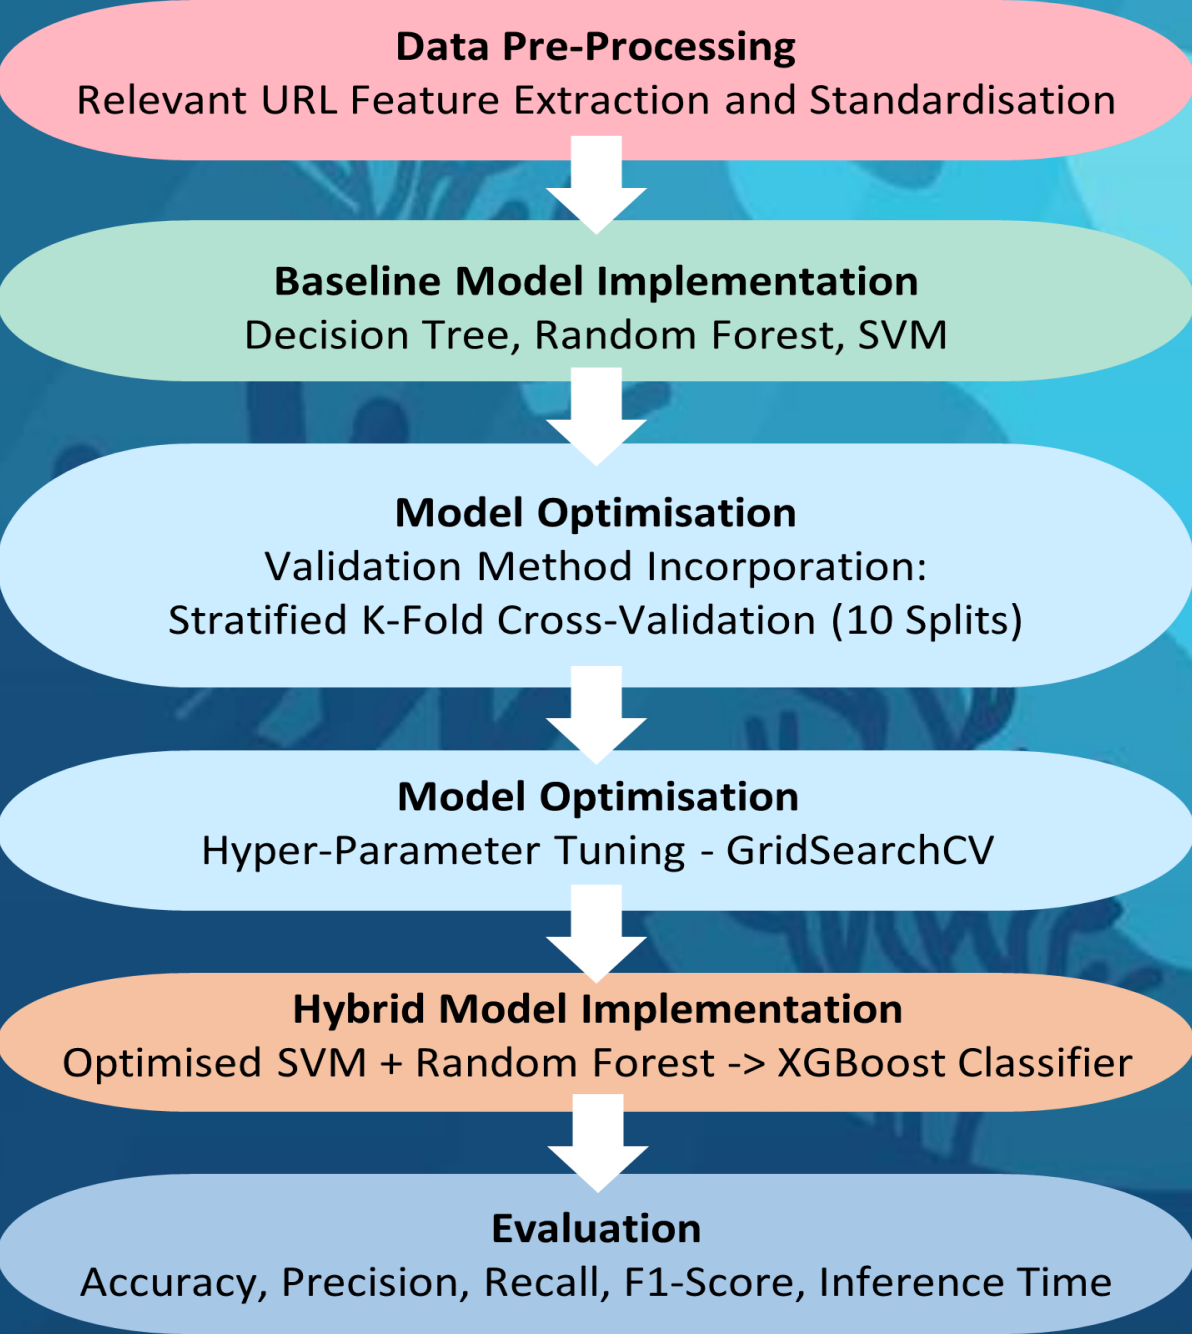 Data Pre-Processing
Relevant URL Feature Extraction and Standardisation
Baseline Model Implementation
Decision Tree, Random Forest, SVM
Model Optimisation
Validation Method Incorporation:
Stratified K-Fold Cross-Validation (10 Splits)
Model Optimisation
Hyper-Parameter Tuning - GridSearchCV
Hybrid Model Implementation
Optimised SVM + Random Forest -> XGBoost Classifier
Evaluation
Accuracy, Precision, Recall, F1-Score, Inference Time